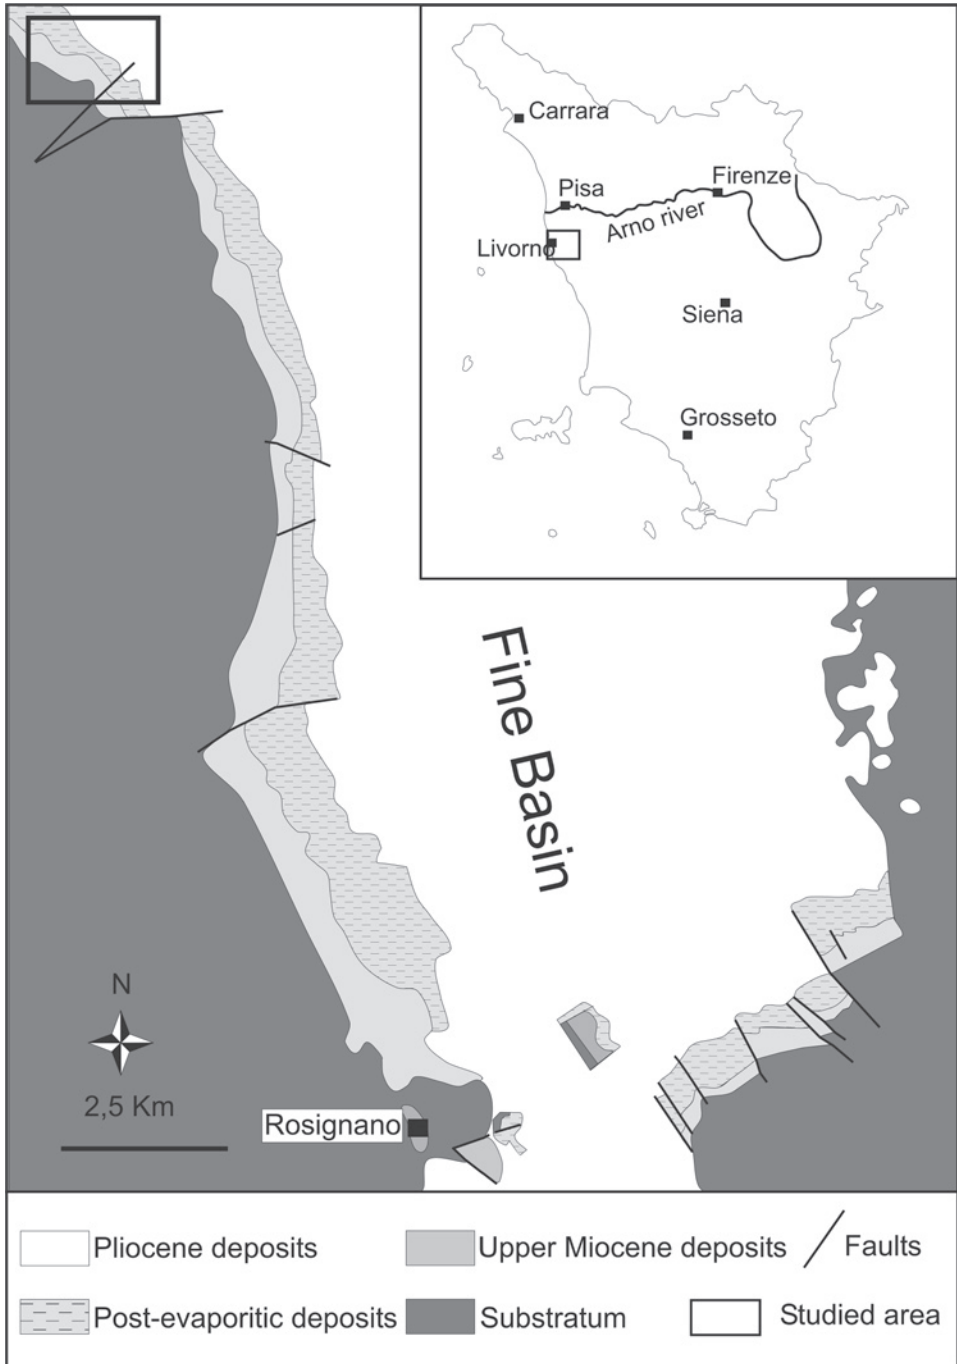 Carrara
Firenze
Pisa
Arno river
Livorno
Siena
Grosseto
Fine Basin
N
2,5 Km
Rosignano
Pliocene deposits
Upper Miocene deposits
Faults
Post-evaporitic deposits
Substratum
Studied area